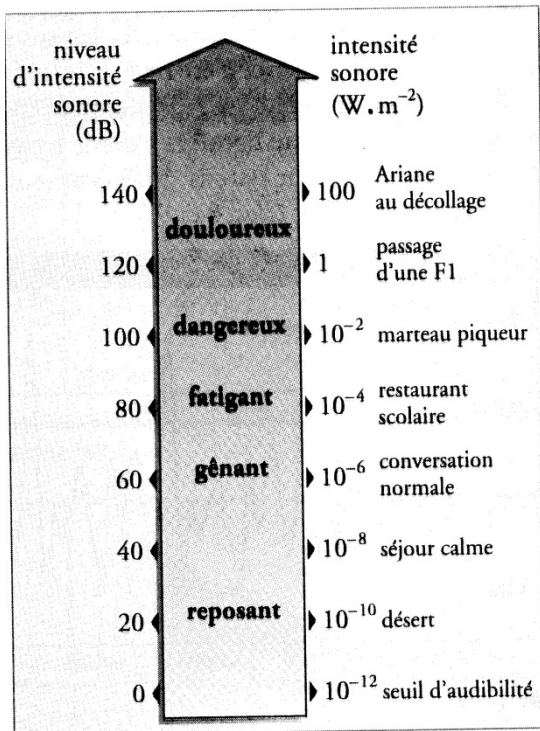 niveau
d'intensité
sonore
(dB)
intensité
sonore
(W.m⁻²)
140
100
Ariane
au décollage
douloureux
120
1
passage
d'une F1
100
dangereux
10⁻²
marteau piqueur
80
fatigant
10⁻⁴
restaurant
scolaire
60
gênant
10⁻⁶
conversation
normale
40
10⁻⁸
séjour calme
20
reposant
10⁻¹⁰
désert
0
10⁻¹²
seuil d'audibilité